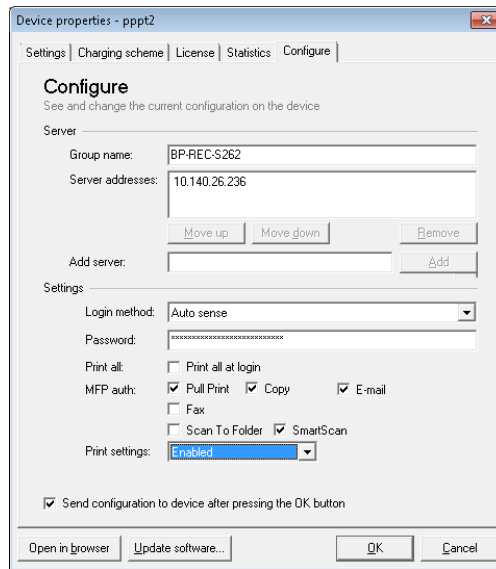 Device properties - pppt2
Settings Charging scheme License Statistics Configure
Configure
See and change the current configuration on the device
Server
Group name: BP-REC-S262
Server addresses: 10.140.26.236
Move up Move down Remove
Add server: Add
Settings
Login method: Auto sense
Password: ************************
Print all: Print all at login
MFP auth: Pull Print Copy E-mail
Fax
Scan To Folder SmartScan
Print settings: Enabled
Send configuration to device after pressing the OK button
Open in browser Update software... OK Cancel